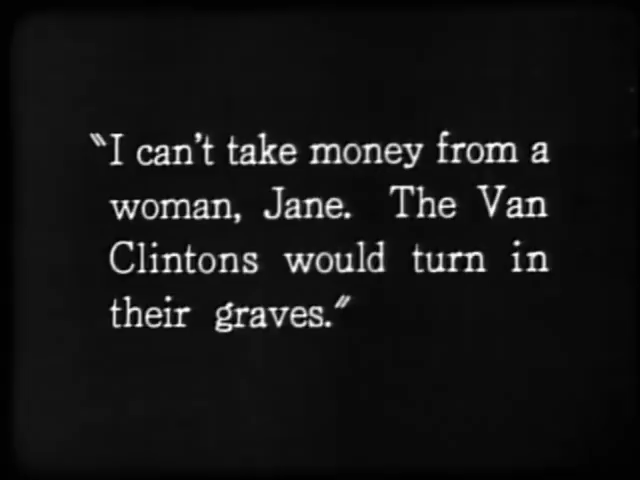 "I can't take money from a
woman, Jane. The Van
Clintons would turn in
their graves."